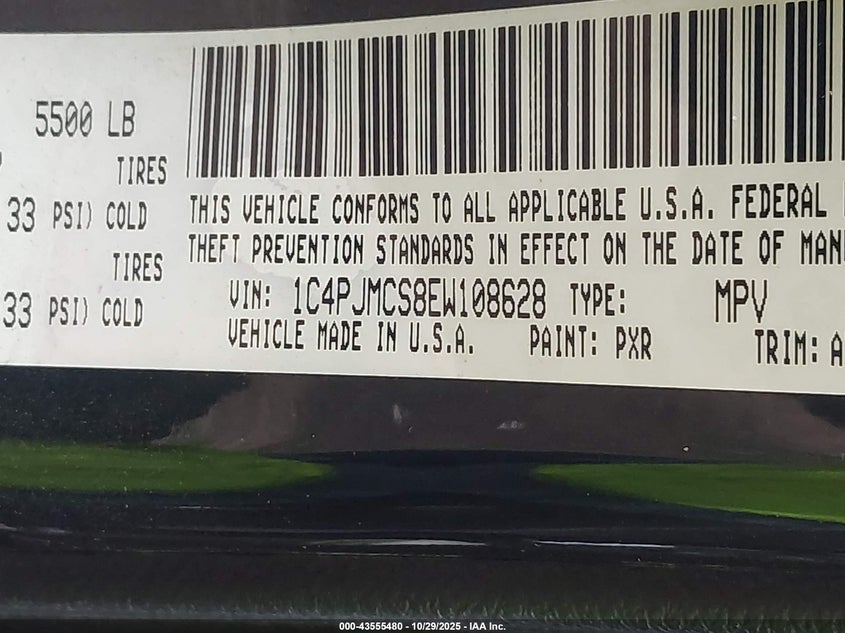 5500 LB
TIRES
33 PSI) COLD
TIRES
33 PSI) COLD
THIS VEHICLE CONFORMS TO ALL APPLICABLE U.S.A. FEDERAL
THEFT PREVENTION STANDARDS IN EFFECT ON THE DATE OF MAN
VIN: 1C4PJMCS8EW108628 TYPE: MPV
VEHICLE MADE IN U.S.A. PAINT: PXR TRIM: A
000-43555480 - 10/29/2025 - IAA Inc.